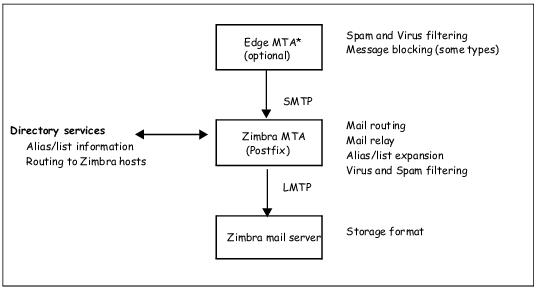 Edge MTA*
(optional)
Spam and Virus filtering
Message blocking (some types)
SMTP
Directory services
Alias/list information
Routing to Zimbra hosts
Zimbra MTA
(Postfix)
Mail routing
Mail relay
Alias/list expansion
Virus and Spam filtering
LMTP
Zimbra mail server
Storage format